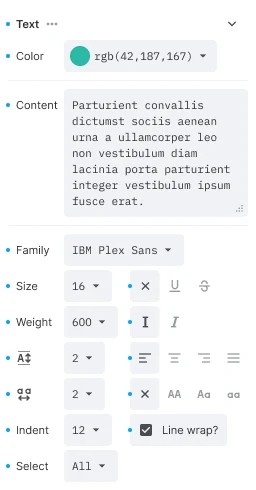 Text
Color rgb(42,187,167)
Content Parturient convallis
dictumst sociis aenean
urna a ullamcorper leo
non vestibulum diam
lacinia porta parturient
integer vestibulum ipsum
fusce erat.
Family IBM Plex Sans
Size 16 U S
Weight 600 I I
A 2
aa 2 AA Aa aa
Indent 12 Line wrap?
Select All